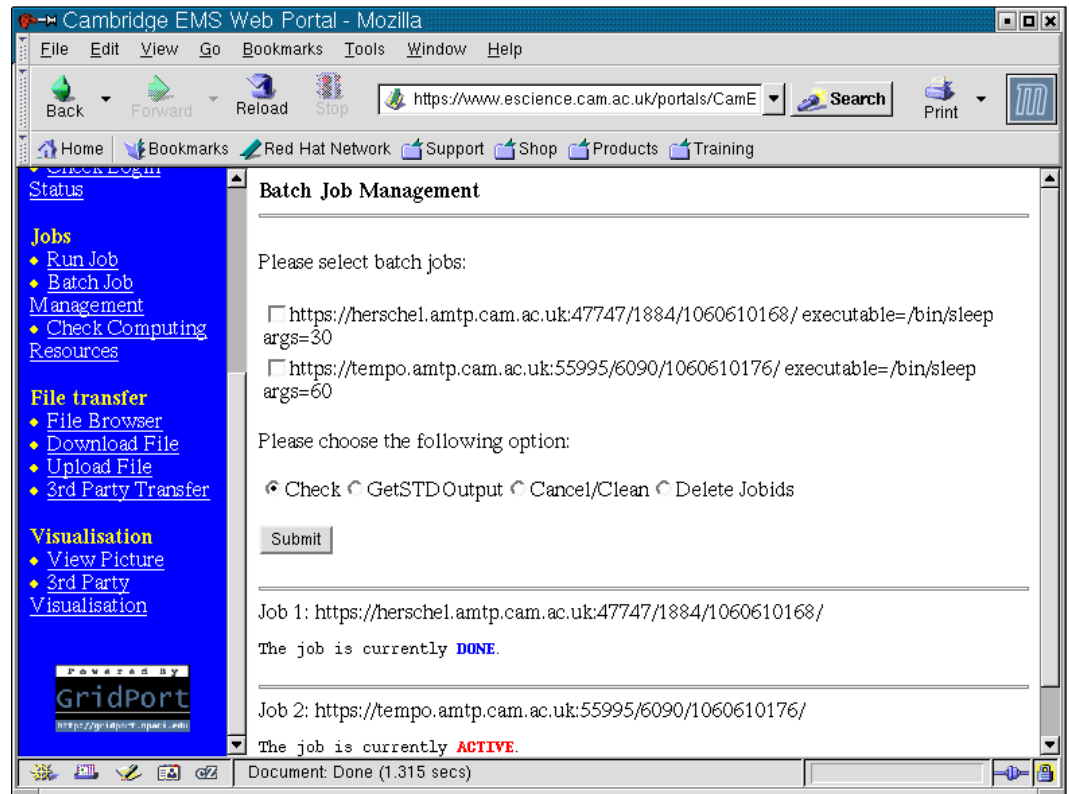 Cambridge EMS Web Portal - Mozilla
File Edit View Go Bookmarks Tools Window Help
Back Forward Reload Stop https://www.escience.cam.ac.uk/portals/CamE Search Print
Home Bookmarks Red Hat Network Support Shop Products Training
Check Login
Status
Jobs
Run Job
Batch Job
Management
Check Computing
Resources
File transfer
File Browser
Download File
Upload File
3rd Party Transfer
Visualisation
View Picture
3rd Party
Visualisation
Powered By
GridPort
http://gridport.npaci.edu
Batch Job Management
Please select batch jobs:
https://herschel.amtp.cam.ac.uk:47747/1884/1060610168/ executable=/bin/sleep
args=30
https://tempo.amtp.cam.ac.uk:55995/6090/1060610176/ executable=/bin/sleep
args=60
Please choose the following option:
Check GetSTDOutput Cancel/Clean Delete Jobids
Submit
Job 1: https://herschel.amtp.cam.ac.uk:47747/1884/1060610168/
The job is currently DONE.
Job 2: https://tempo.amtp.cam.ac.uk:55995/6090/1060610176/
The job is currently ACTIVE.
Document: Done (1.315 secs)